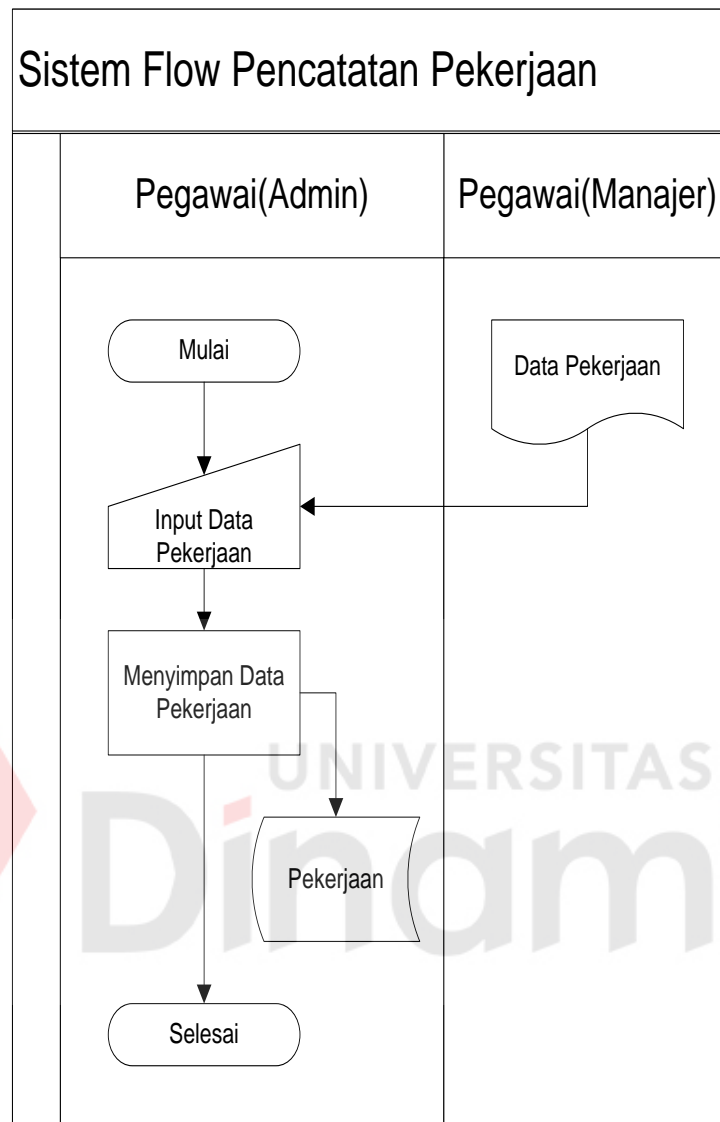 Sistem Flow Pencatatan Pekerjaan
Pegawai(Admin)
Pegawai(Manajer)
Mulai
Data Pekerjaan
Input Data
Pekerjaan
Menyimpan Data
Pekerjaan
UNIVERSITAS
Dinam
Pekerjaan
Selesai